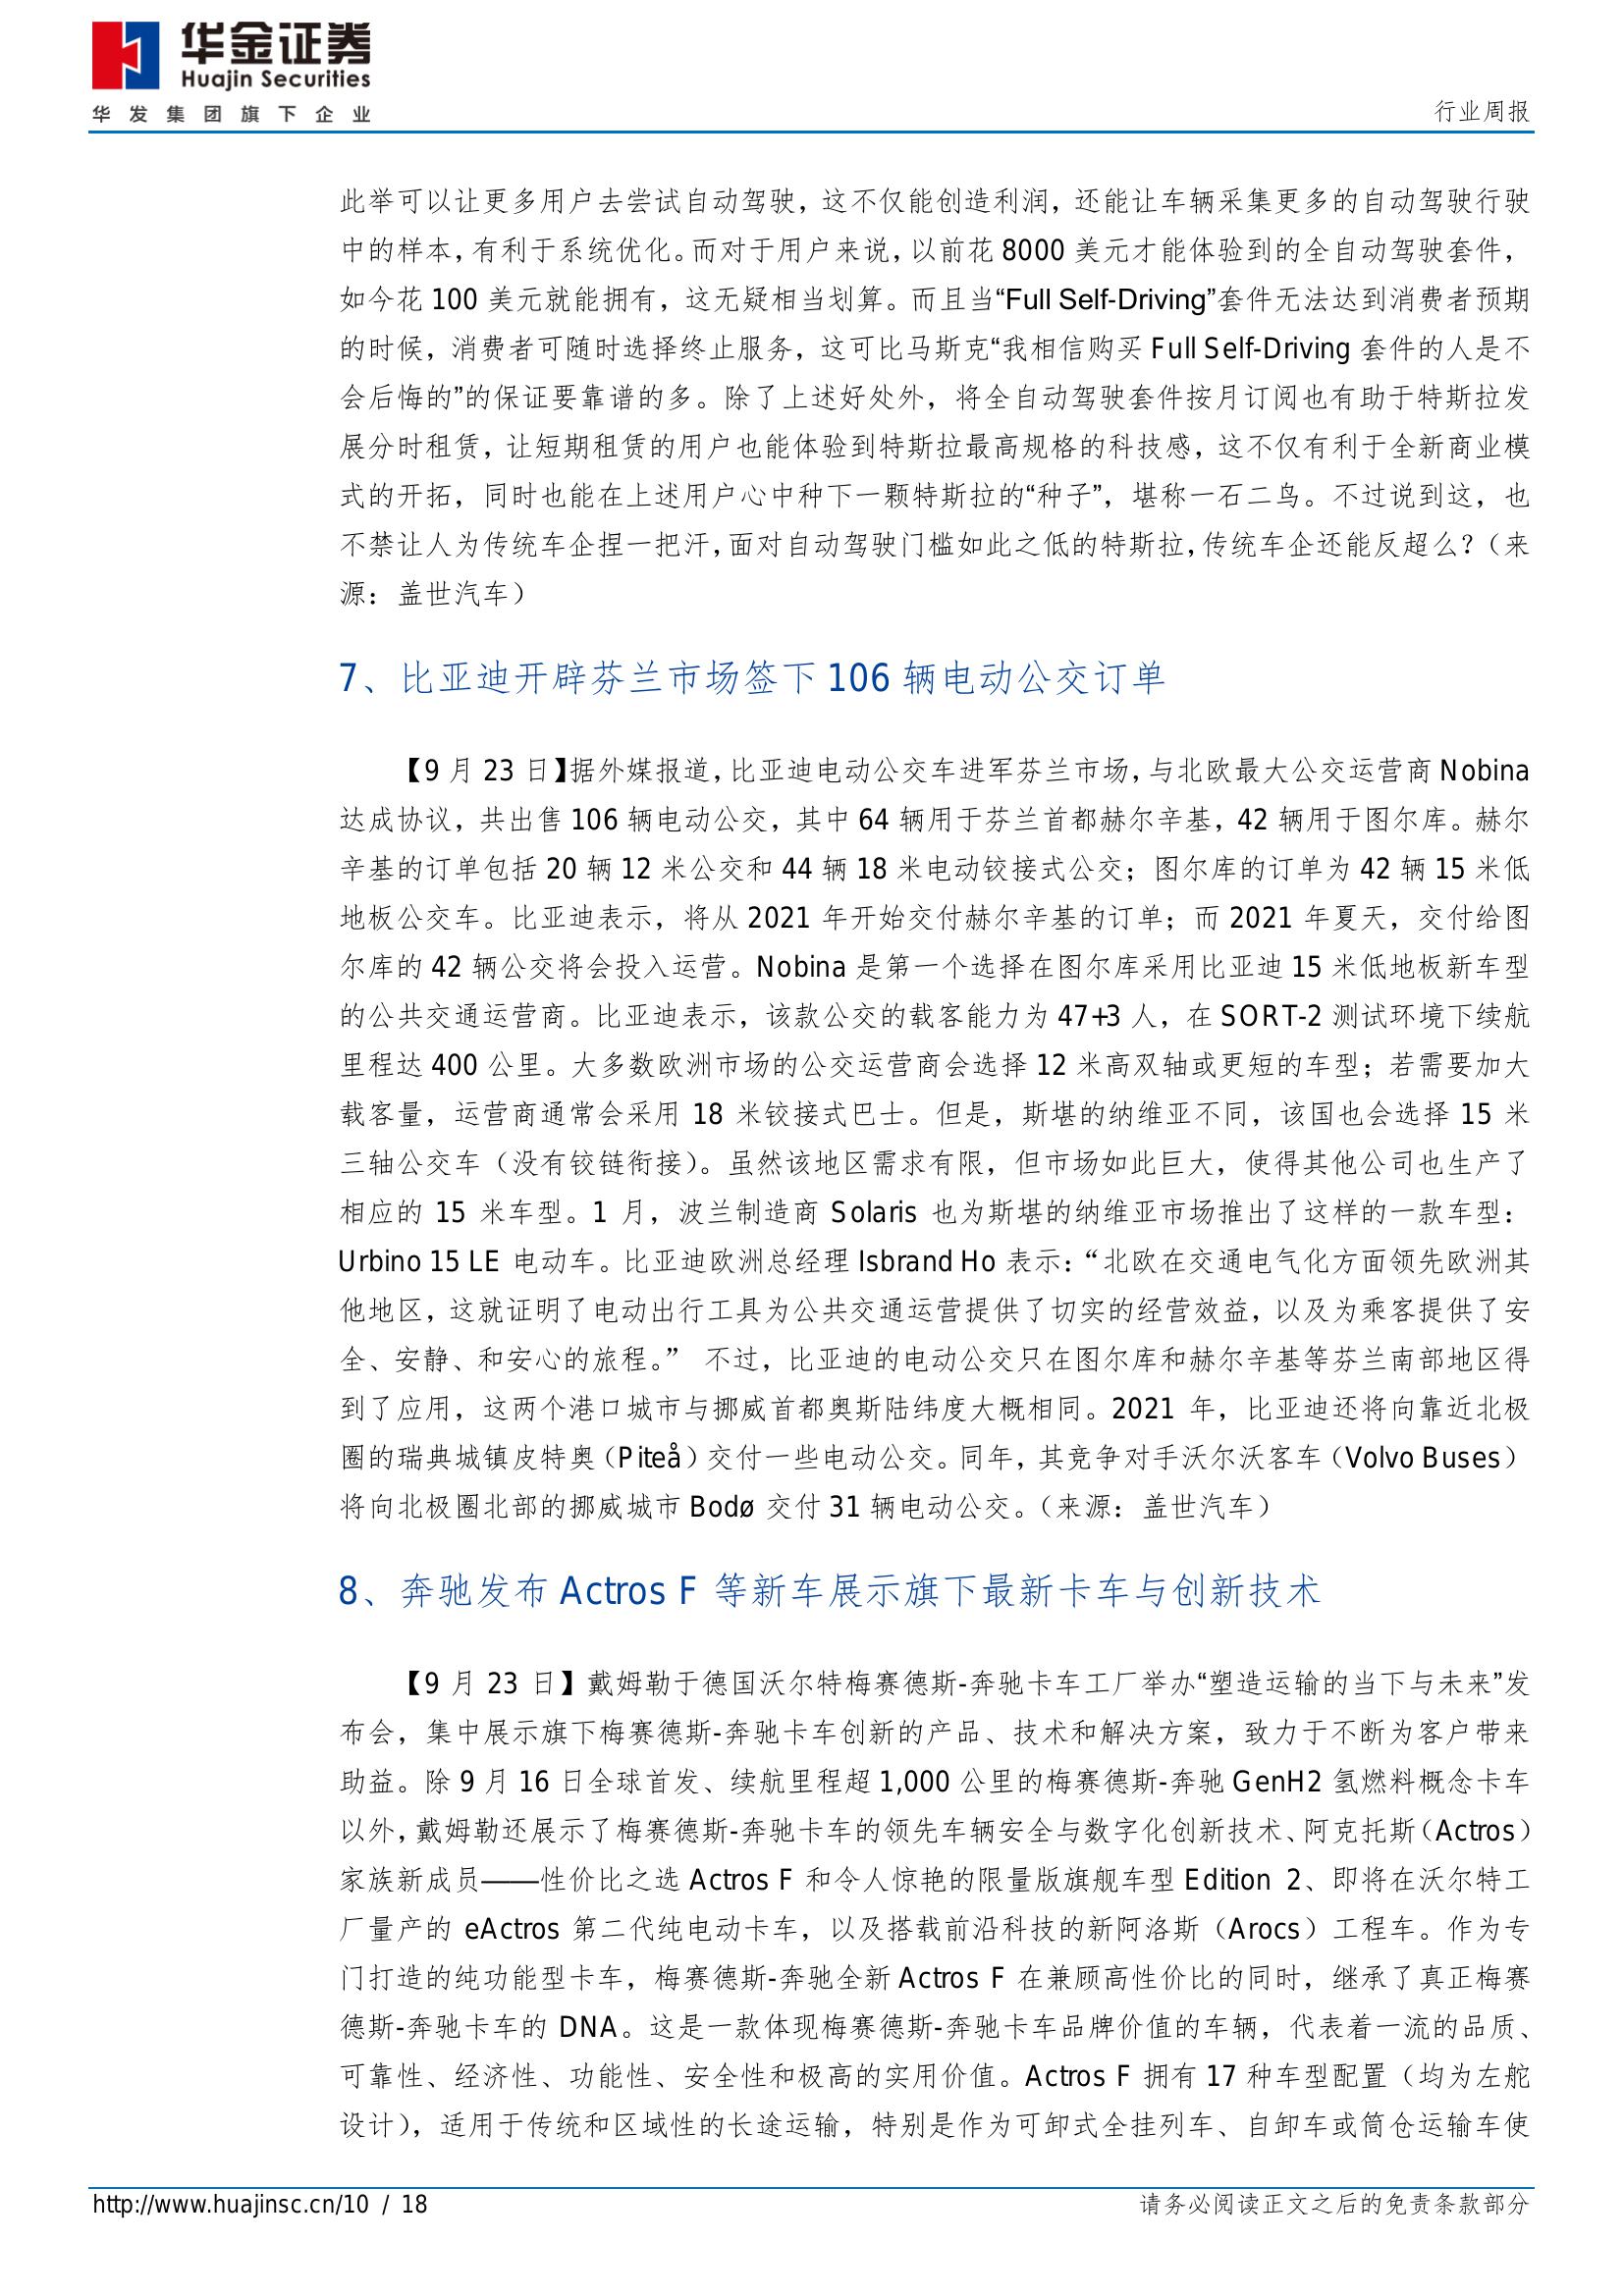 华金证券
Huajin Securities
华发集团旗下企业
行业周报
此举可以让更多用户去尝试自动驾驶，这不仅能创造利润，还能让车辆采集更多的自动驾驶行驶
中的样本，有利于系统优化。而对于用户来说，以前花 8000 美元才能体验到的全自动驾驶套件，
如今花 100 美元就能拥有，这无疑相当划算。而且当“Full Self-Driving”套件无法达到消费者预期
的时候，消费者可随时选择终止服务，这可比马斯克“我相信购买 Full Self-Driving 套件的人是不
会后悔的”的保证要靠谱的多。除了上述好处外，将全自动驾驶套件按月订阅也有助于特斯拉发
展分时租赁，让短期租赁的用户也能体验到特斯拉最高规格的科技感，这不仅有利于全新商业模
式的开拓，同时也能在上述用户心中种下一颗特斯拉的“种子”，堪称一石二鸟。不过说到这，也
不禁让人为传统车企捏一把汗，面对自动驾驶门槛如此之低的特斯拉，传统车企还能反超么？（来
源：盖世汽车）
7、比亚迪开辟芬兰市场签下 106 辆电动公交订单
【9 月 23 日】据外媒报道，比亚迪电动公交车进军芬兰市场，与北欧最大公交运营商 Nobina
达成协议，共出售 106 辆电动公交，其中 64 辆用于芬兰首都赫尔辛基，42 辆用于图尔库。赫尔
辛基的订单包括 20 辆 12 米公交和 44 辆 18 米电动铰接式公交；图尔库的订单为 42 辆 15 米低
地板公交车。比亚迪表示，将从 2021 年开始交付赫尔辛基的订单；而 2021 年夏天，交付给图
尔库的 42 辆公交将会投入运营。Nobina 是第一个选择在图尔库采用比亚迪 15 米低地板新车型
的公共交通运营商。比亚迪表示，该款公交的载客能力为 47+3 人，在 SORT-2 测试环境下续航
里程达 400 公里。大多数欧洲市场的公交运营商会选择 12 米高双轴或更短的车型；若需要加大
载客量，运营商通常会采用 18 米铰接式巴士。但是，斯堪的纳维亚不同，该国也会选择 15 米
三轴公交车（没有铰链衔接）。虽然该地区需求有限，但市场如此巨大，使得其他公司也生产了
相应的 15 米车型。1 月，波兰制造商 Solaris 也为斯堪的纳维亚市场推出了这样的一款车型：
Urbino 15 LE 电动车。比亚迪欧洲总经理 Isbrand Ho 表示：“北欧在交通电气化方面领先欧洲其
他地区，这就证明了电动出行工具为公共交通运营提供了切实的经营效益，以及为乘客提供了安
全、安静、和安心的旅程。” 不过，比亚迪的电动公交只在图尔库和赫尔辛基等芬兰南部地区得
到了应用，这两个港口城市与挪威首都奥斯陆纬度大概相同。2021 年，比亚迪还将向靠近北极
圈的瑞典城镇皮特奥（Piteå）交付一些电动公交。同年，其竞争对手沃尔沃客车（Volvo Buses）
将向北极圈北部的挪威城市 Bodø 交付 31 辆电动公交。（来源：盖世汽车）
8、奔驰发布 Actros F 等新车展示旗下最新卡车与创新技术
【9 月 23 日】戴姆勒于德国沃尔特梅赛德斯-奔驰卡车工厂举办“塑造运输的当下与未来”发
布会，集中展示旗下梅赛德斯-奔驰卡车创新的产品、技术和解决方案，致力于不断为客户带来
助益。除 9 月 16 日全球首发、续航里程超 1,000 公里的梅赛德斯-奔驰 GenH2 氢燃料概念卡车
以外，戴姆勒还展示了梅赛德斯-奔驰卡车的领先车辆安全与数字化创新技术、阿克托斯（Actros）
家族新成员——性价比之选 Actros F 和令人惊艳的限量版旗舰车型 Edition 2、即将在沃尔特工
厂量产的 eActros 第二代纯电动卡车，以及搭载前沿科技的新阿洛斯（Arocs）工程车。作为专
门打造的纯功能型卡车，梅赛德斯-奔驰全新 Actros F 在兼顾高性价比的同时，继承了真正梅赛
德斯-奔驰卡车的 DNA。这是一款体现梅赛德斯-奔驰卡车品牌价值的车辆，代表着一流的品质、
可靠性、经济性、功能性、安全性和极高的实用价值。Actros F 拥有 17 种车型配置（均为左舵
设计），适用于传统和区域性的长途运输，特别是作为可卸式全挂列车、自卸车或筒仓运输车使
http://www.huajinsc.cn/10 / 18
请务必阅读正文之后的免责条款部分